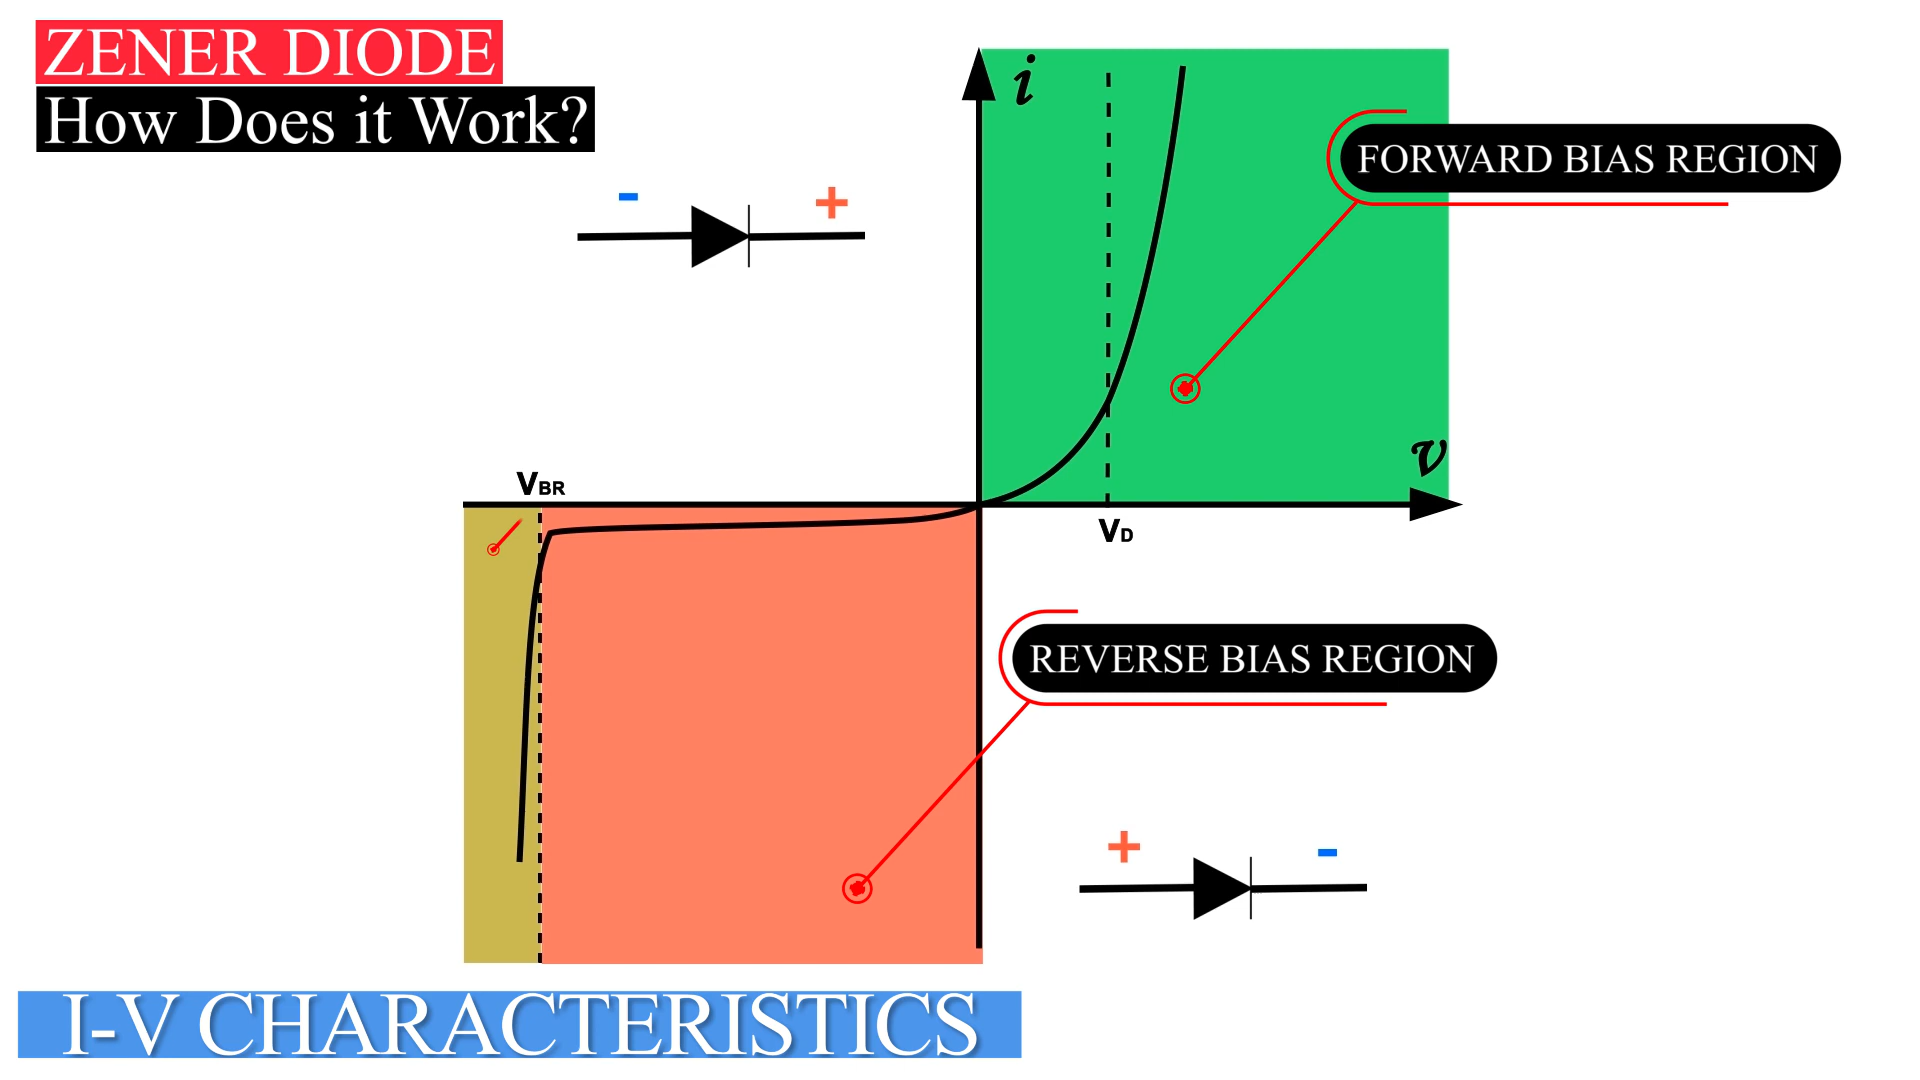 ZENER DIODE
How Does it Work?
i
- +
FORWARD BIAS REGION
v
VBR
VD
REVERSE BIAS REGION
+ -
I-V CHARACTERISTICS